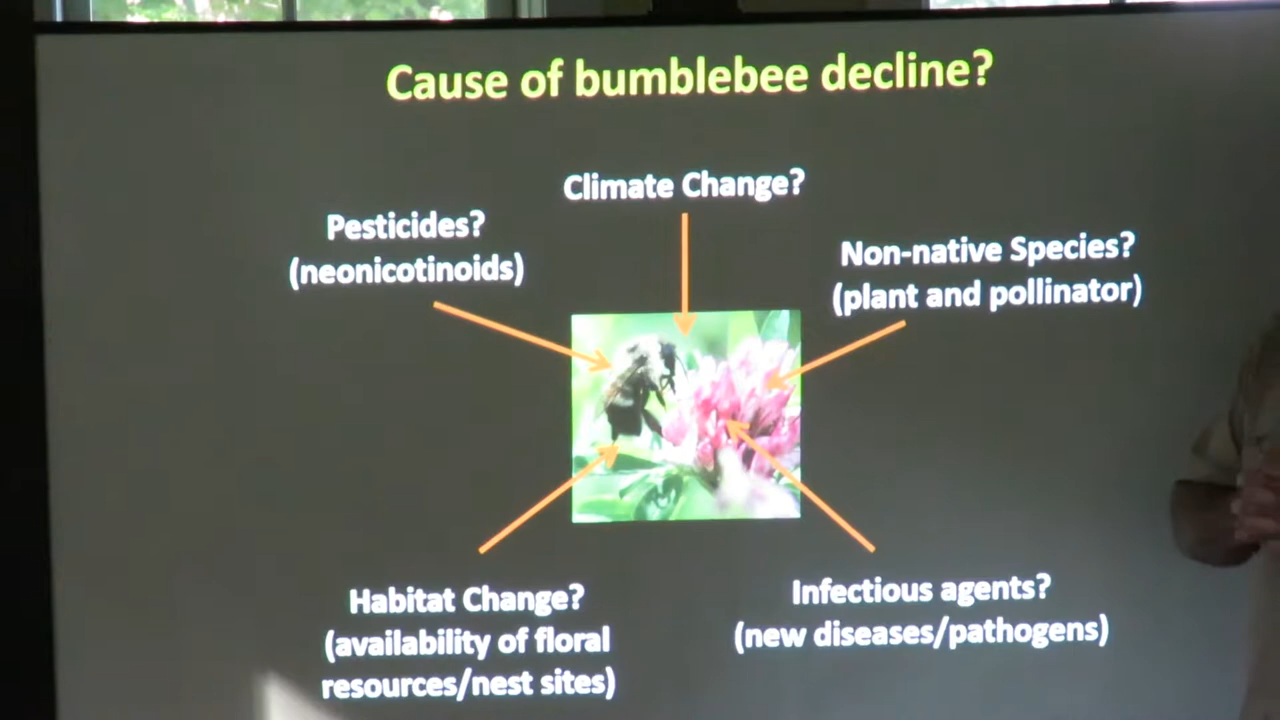 Cause of bumblebee decline?
Climate Change?
Pesticides?
(neonicotinoids)
Non-native Species?
(plant and pollinator)
Habitat Change?
(availability of floral
resources/nest sites)
Infectious agents?
(new diseases/pathogens)